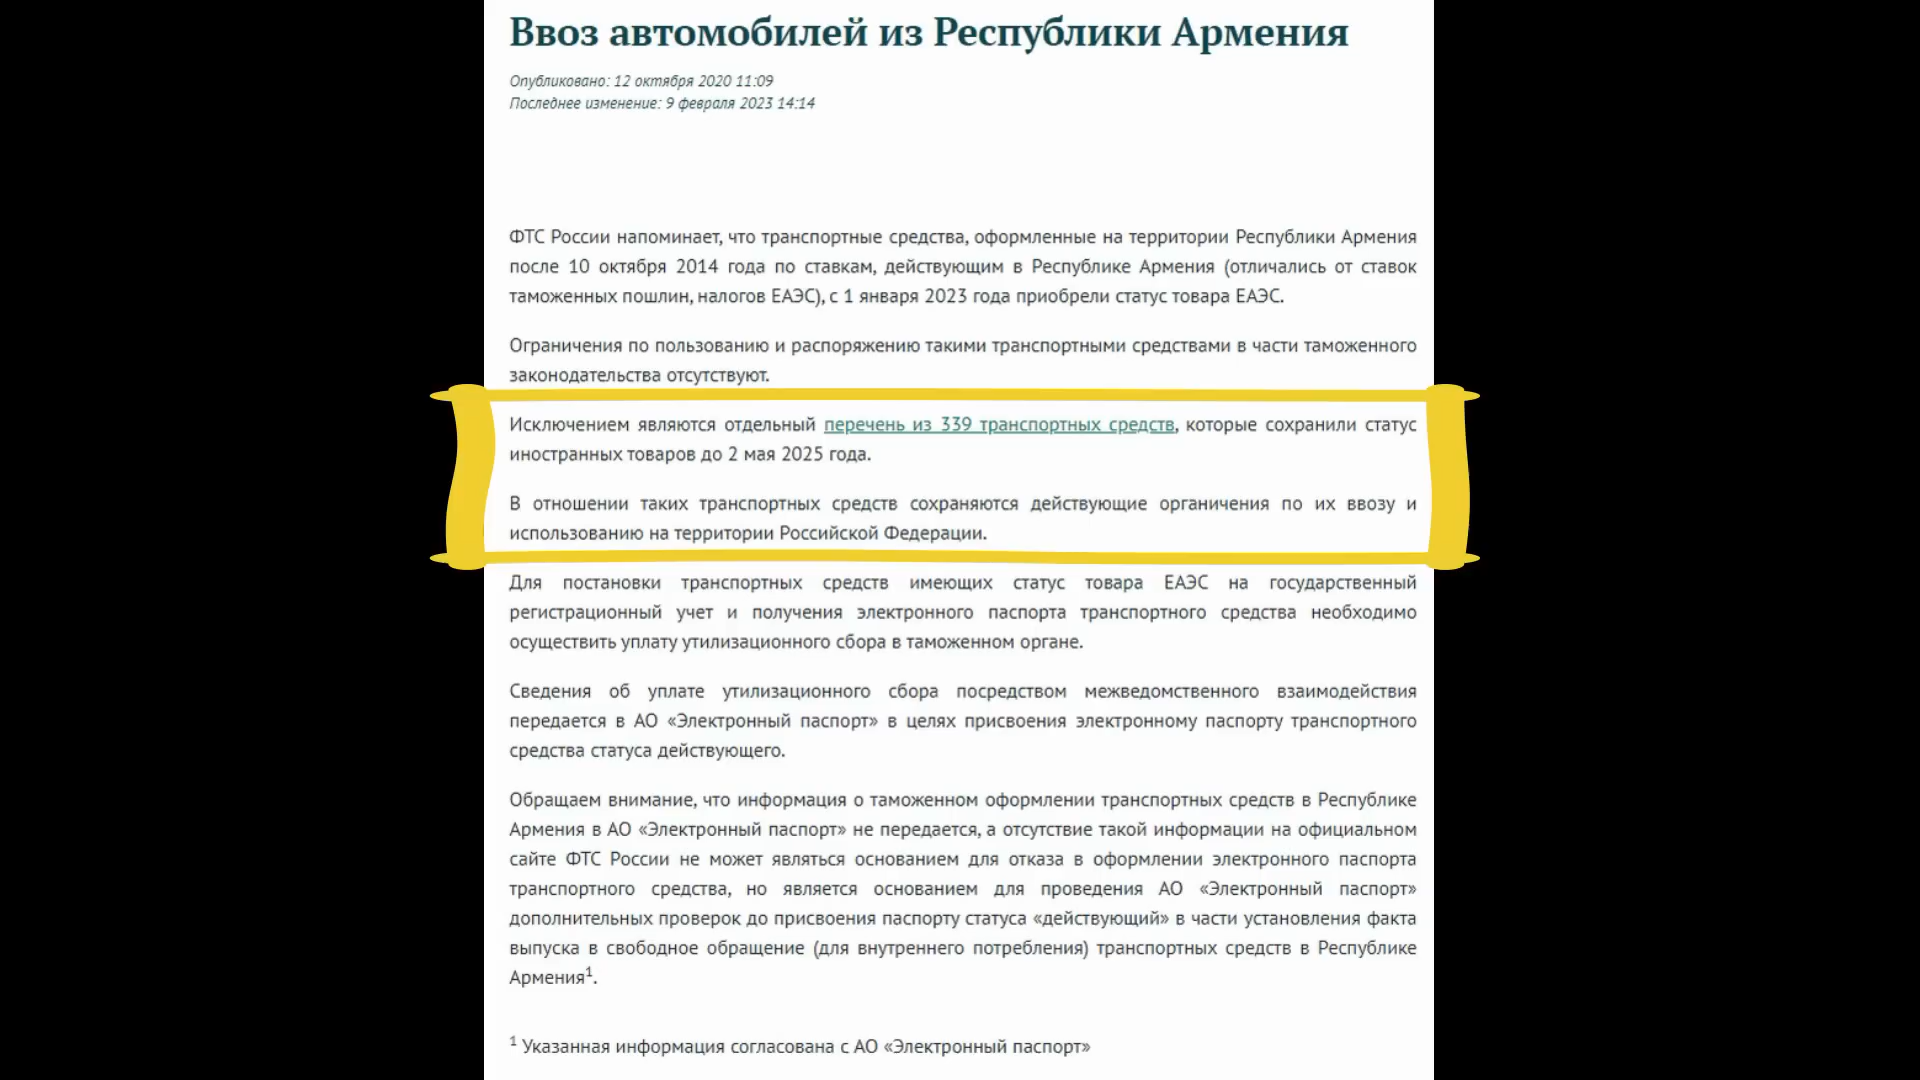 Ввоз автомобилей из Республики Армения
Опубликовано: 12 октября 2020 11:09
Последнее изменение: 9 февраля 2023 14:14
ФТС России напоминает, что транспортные средства, оформленные на территории Республики Армения
после 10 октября 2014 года по ставкам, действующим в Республике Армения (отличались от ставок
таможенных пошлин, налогов ЕАЭС), с 1 января 2023 года приобрели статус товара ЕАЭС.
Ограничения по пользованию и распоряжению такими транспортными средствами в части таможенного
законодательства отсутствуют.
Исключением являются отдельный перечень из 339 транспортных средств, которые сохранили статус
иностранных товаров до 2 мая 2025 года.
В отношении таких транспортных средств сохраняются действующие органичения по их ввозу и
использованию на территории Российской Федерации.
Для постановки транспортных средств имеющих статус товара ЕАЭС на государственный
регистрационный учет и получения электронного паспорта транспортного средства необходимо
осуществить уплату утилизационного сбора в таможенном органе.
Сведения об уплате утилизационного сбора посредством межведомственного взаимодействия
передается в АО «Электронный паспорт» в целях присвоения электронному паспорту транспортного
средства статуса действующего.
Обращаем внимание, что информация о таможенном оформлении транспортных средств в Республике
Армения в АО «Электронный паспорт» не передается, а отсутствие такой информации на официальном
сайте ФТС России не может являться основанием для отказа в оформлении электронного паспорта
транспортного средства, но является основанием для проведения АО «Электронный паспорт»
дополнительных проверок до присвоения паспорту статуса «действующий» в части установления факта
выпуска в свободное обращение (для внутреннего потребления) транспортных средств в Республике
Армения¹.
¹ Указанная информация согласована с АО «Электронный паспорт»